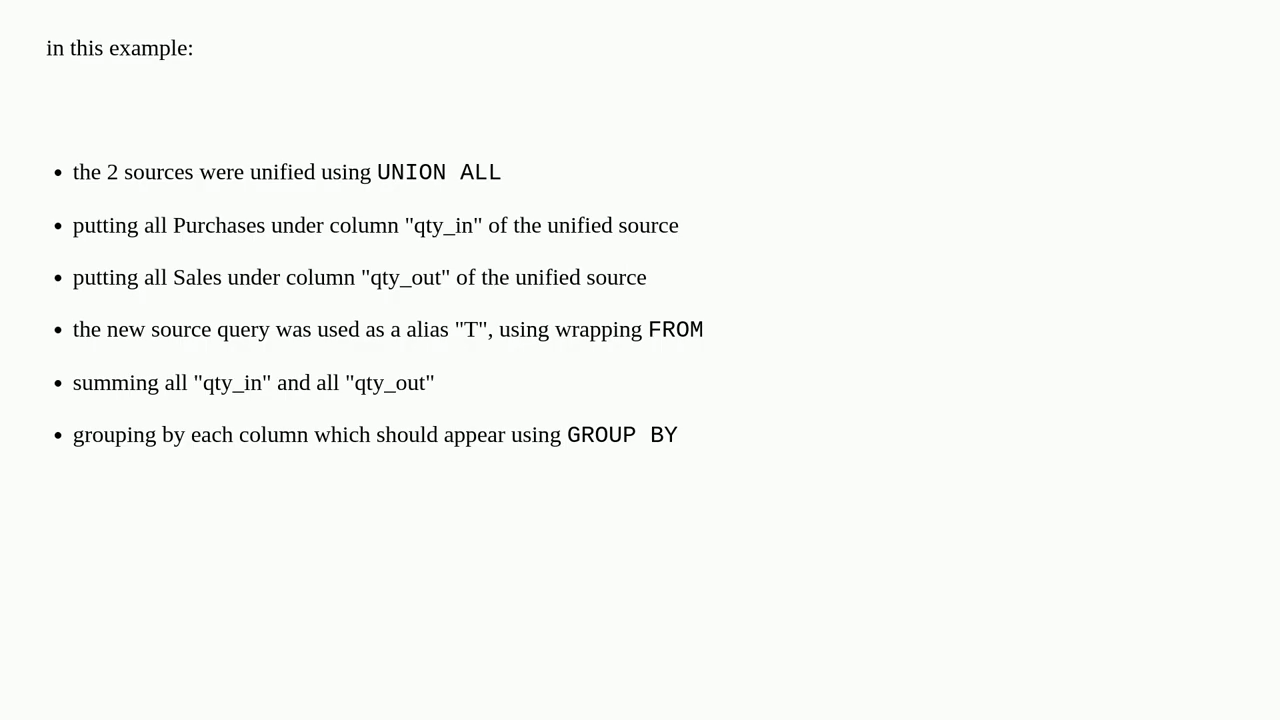 in this example:
• the 2 sources were unified using UNION ALL
• putting all Purchases under column "qty_in" of the unified source
• putting all Sales under column "qty_out" of the unified source
• the new source query was used as a alias "T", using wrapping FROM
• summing all "qty_in" and all "qty_out"
• grouping by each column which should appear using GROUP BY